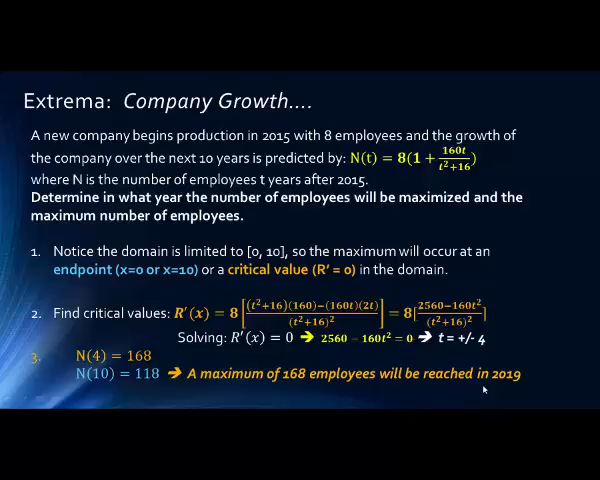 Extrema: Company Growth....
A new company begins production in 2015 with 8 employees and the growth of
the company over the next 10 years is predicted by: N(t) = 8(1 + 160t/(t²+16))
where N is the number of employees t years after 2015.
Determine in what year the number of employees will be maximized and the
maximum number of employees.
1. Notice the domain is limited to [0, 10], so the maximum will occur at an
endpoint (x=0 or x=10) or a critical value (R' = 0) in the domain.
2. Find critical values: R′(x) = 8[((t²+16)(160)−(160t)(2t))/(t²+16)²] = 8[(2560−160t²)/(t²+16)²]
Solving: R′(x) = 0 ➔ 2560 − 160t² = 0 ➔ t = +/- 4
3. N(4) = 168
N(10) = 118 ➔ A maximum of 168 employees will be reached in 2019